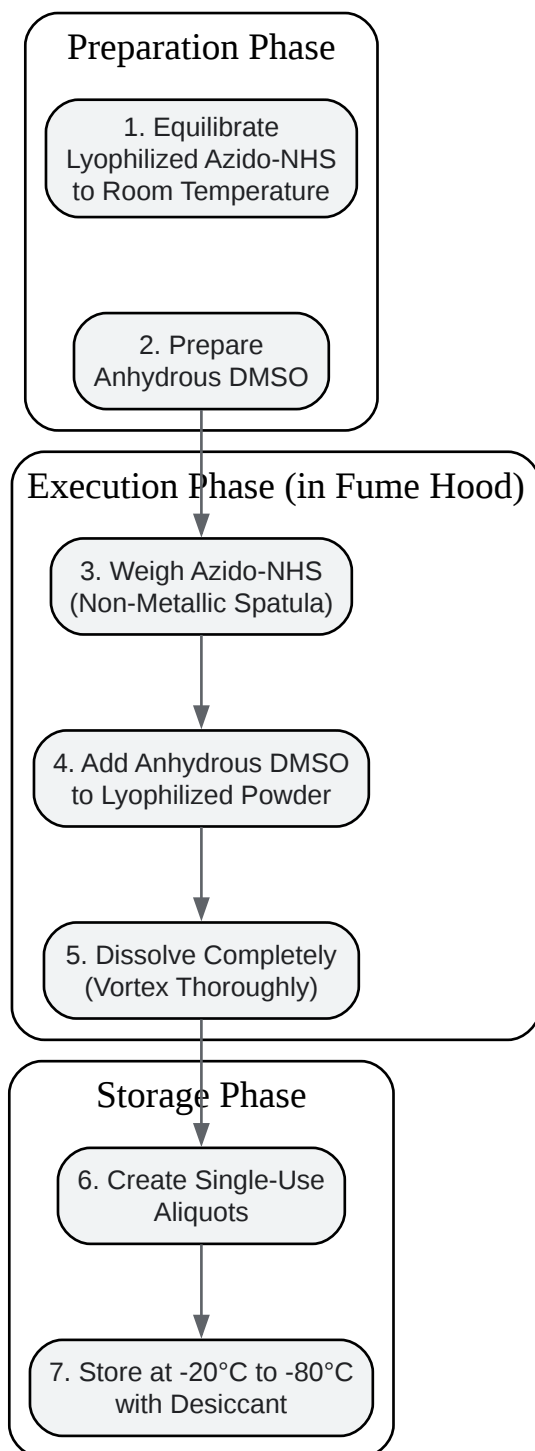 Preparation Phase
1. Equilibrate
Lyophilized Azido-NHS
to Room Temperature
2. Prepare
Anhydrous DMSO
Execution Phase (in Fume Hood)
3. Weigh Azido-NHS
(Non-Metallic Spatula)
4. Add Anhydrous DMSO
to Lyophilized Powder
5. Dissolve Completely
(Vortex Thoroughly)
Storage Phase
6. Create Single-Use
Aliquots
7. Store at -20°C to -80°C
with Desiccant